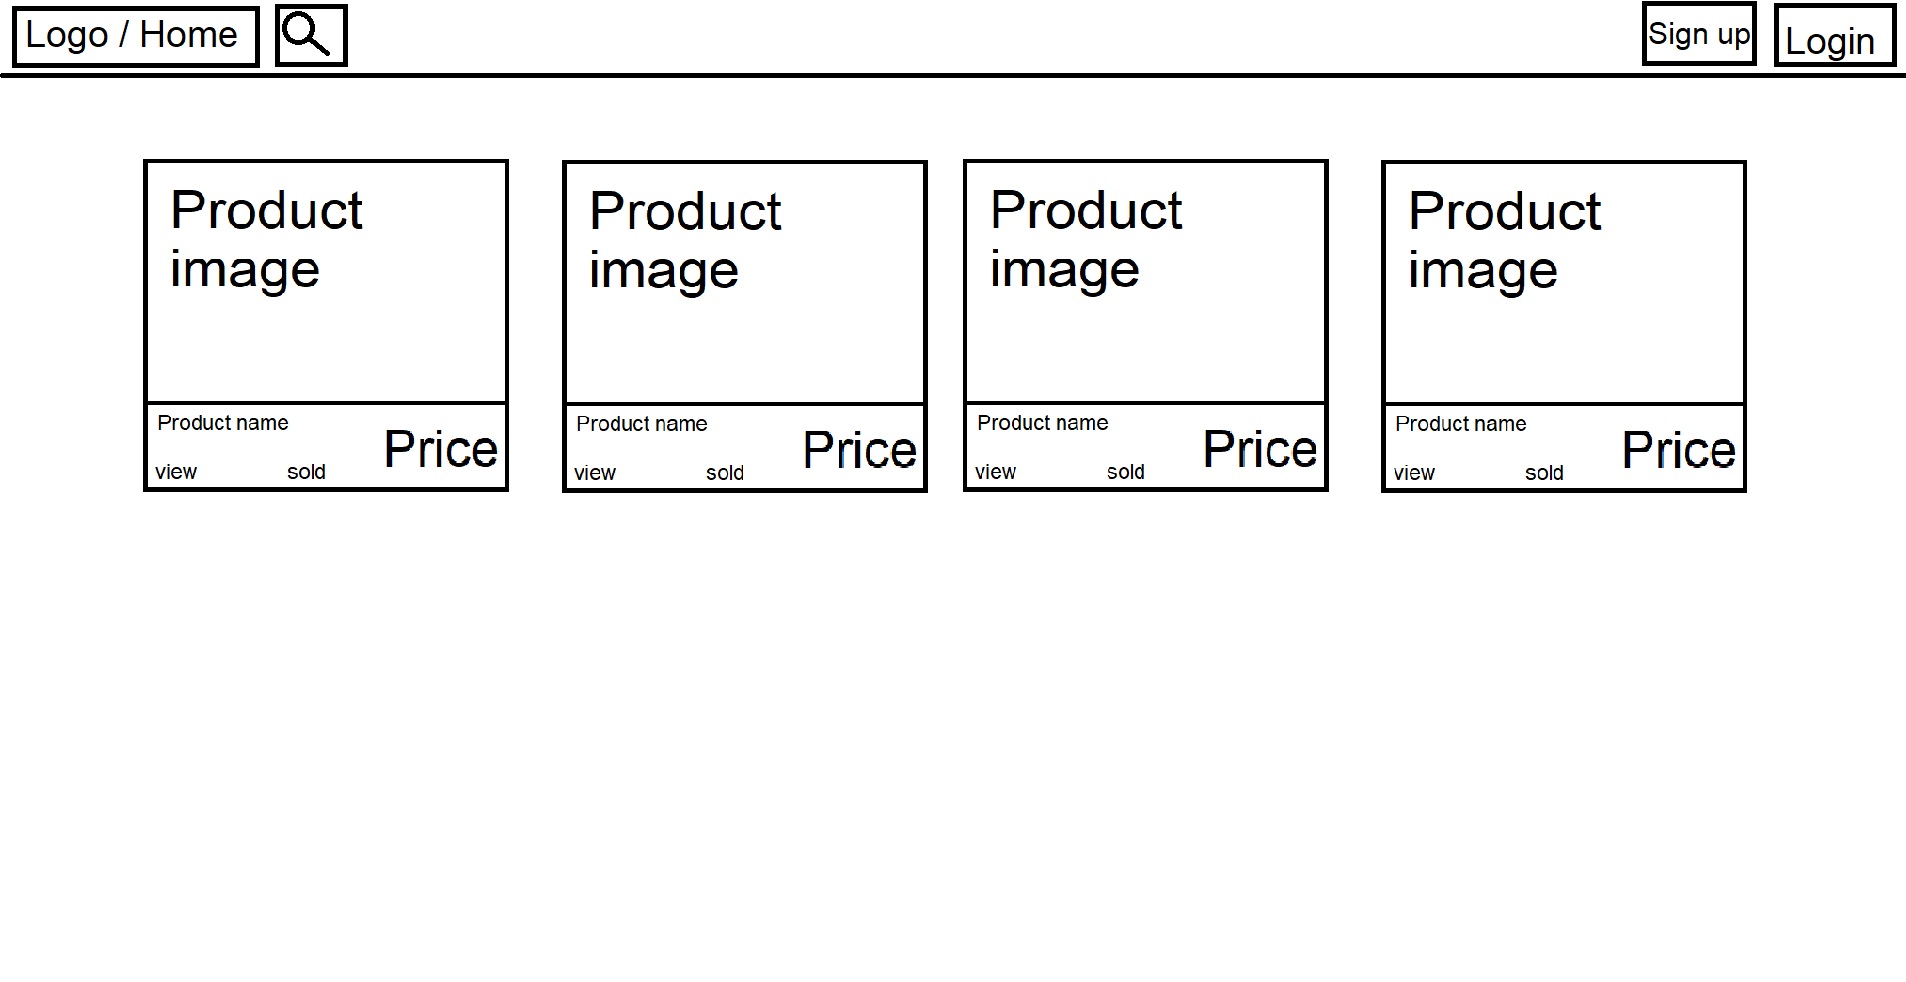 Logo / Home
Sign up
Login
Product
image
Product name
view sold
Price
Product
image
Product name
view sold
Price
Product
image
Product name
view sold
Price
Product
image
Product name
view sold
Price